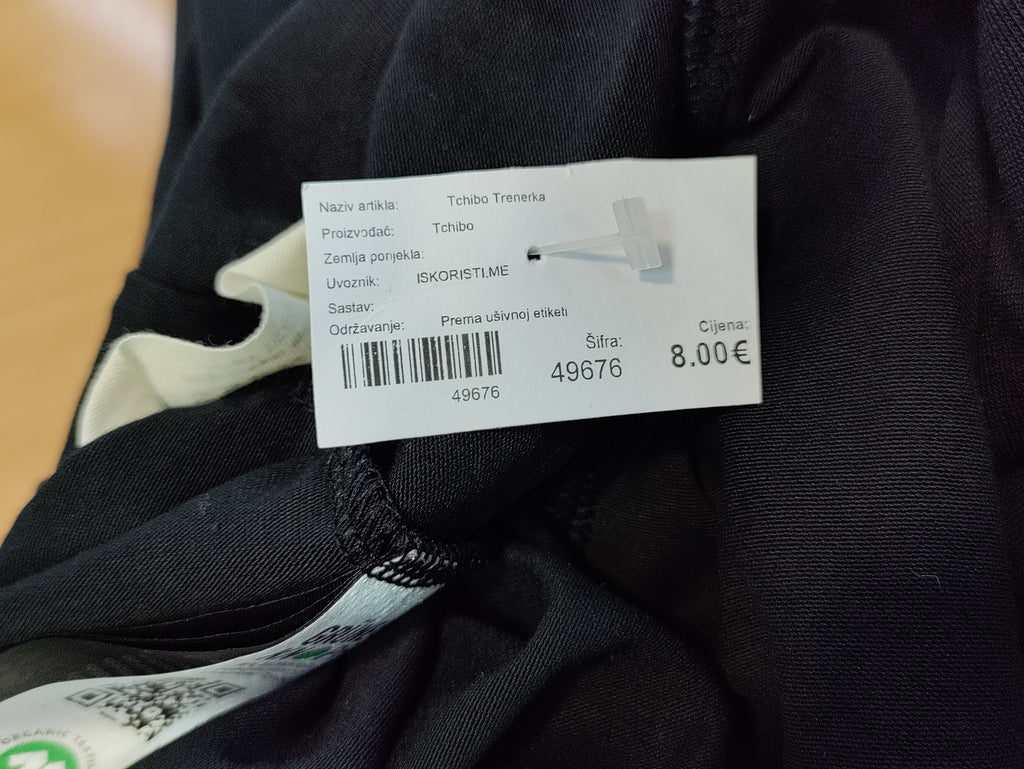 Naziv artikla: Tchibo Trenerka
Proizvođač: Tchibo
Zemlja porijekla:
Uvoznik: ISKORISTI.ME
Sastav:
Održavanje: Prema ušivnoj etiketi
49676
Šifra:
49676
Cijena:
8.00€
ORGANIC